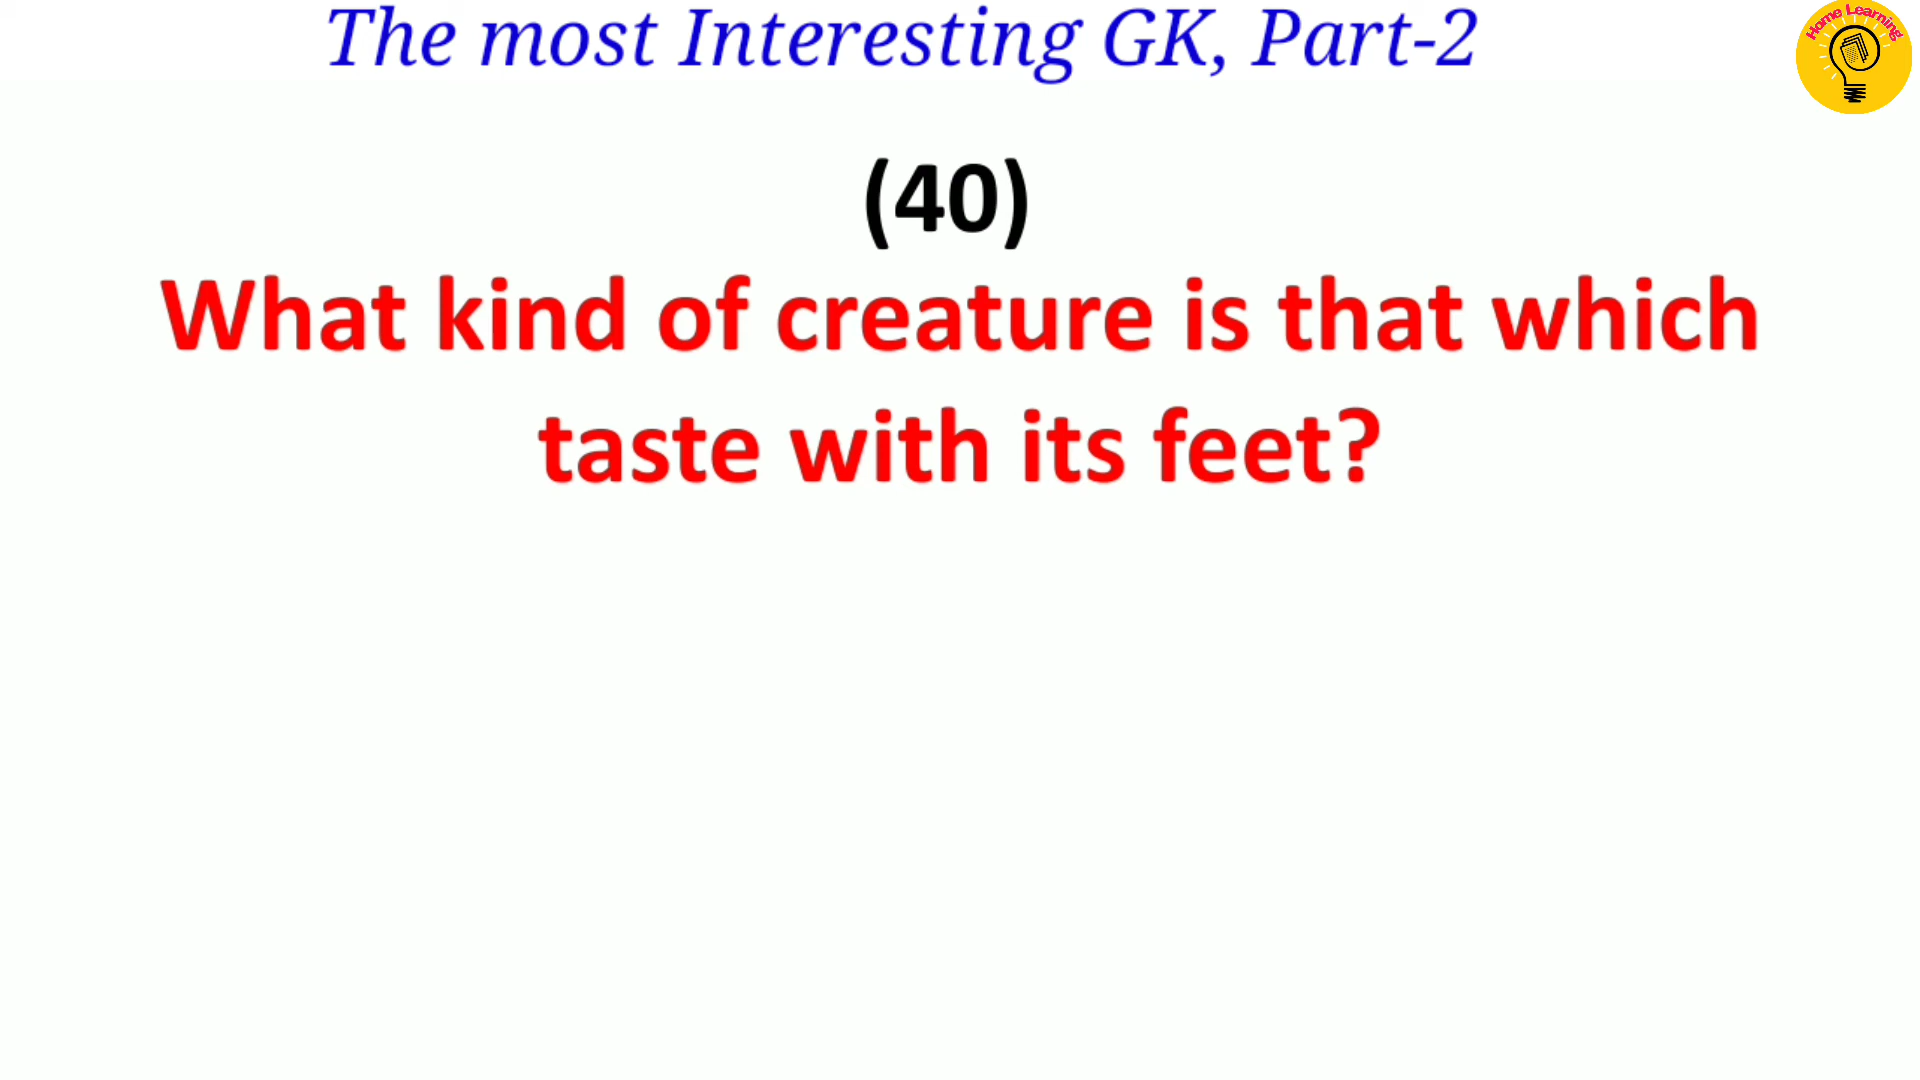 The most Interesting GK, Part-2
Home Learning
(40)
What kind of creature is that which
taste with its feet?